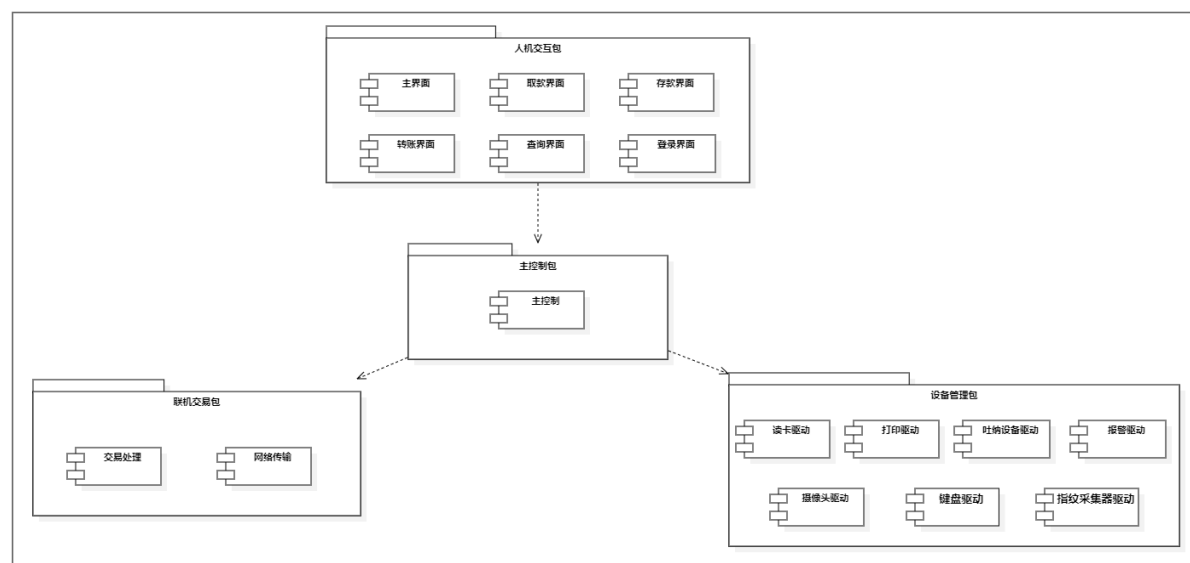 人机交互包
主界面
取款界面
存款界面
转账界面
查询界面
登录界面
主控制包
主控制
联机交易包
交易处理
网络传输
设备管理包
读卡驱动
打印驱动
吐纳设备驱动
报警驱动
摄像头驱动
键盘驱动
指纹采集器驱动